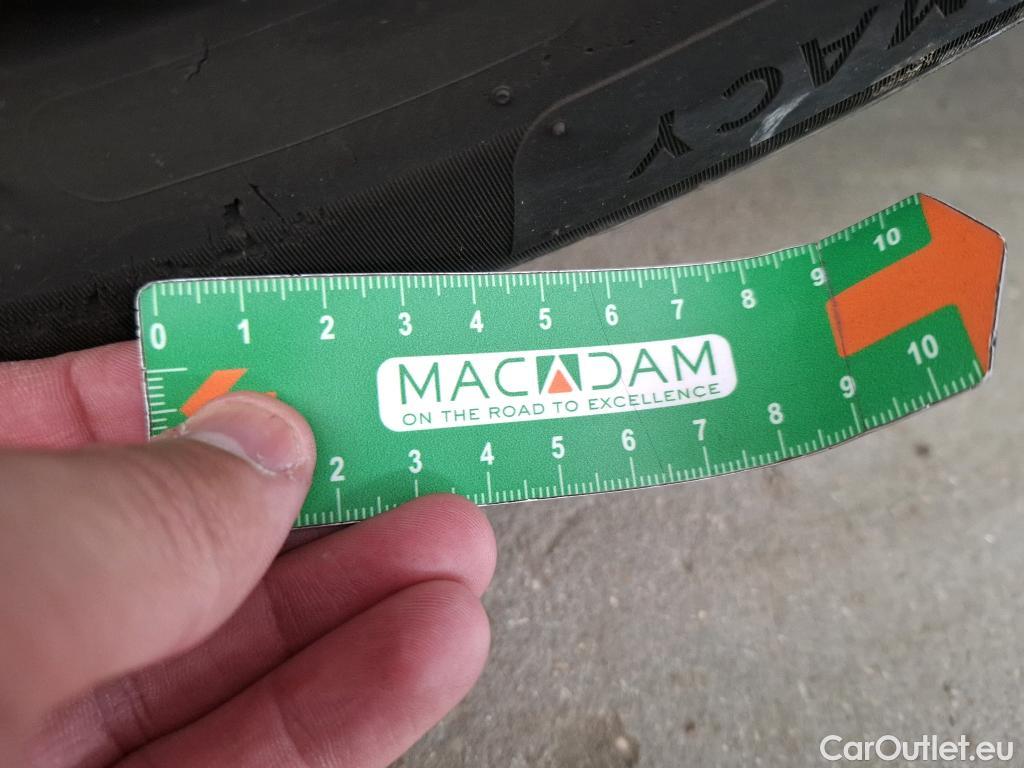 MACY
0 1 2 3 4 5 6 7 8 9 10
MACADAM
ON THE ROAD TO EXCELLENCE
2 3 4 5 6 7 8 9 10
CarOutlet.eu